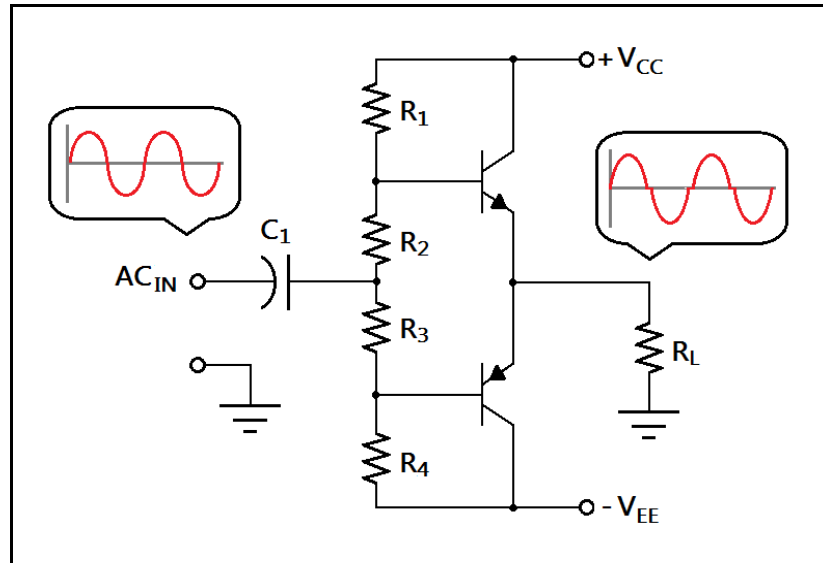 + VCC
R1
C1
R2
ACIN
R3
RL
R4
- VEE